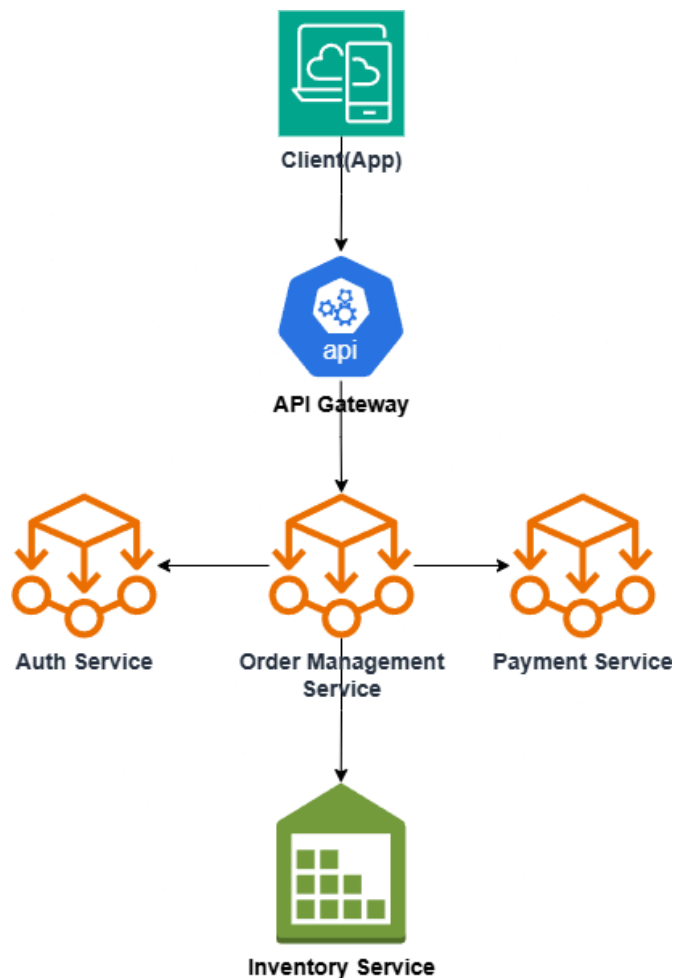 Client(App)
api
API Gateway
Auth Service
Order Management
Service
Payment Service
Inventory Service